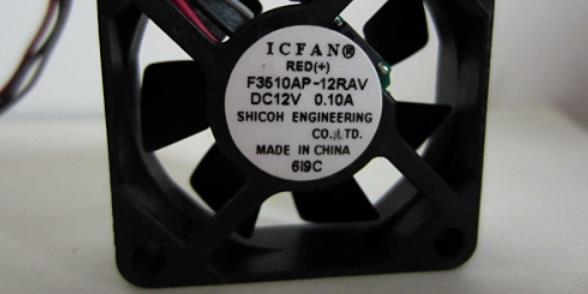 ICFAN®
RED(+)
F3510AP-12RAV
DC12V 0.10A
SHICOH ENGINEERING
CO.,LTD.
MADE IN CHINA
6I9C